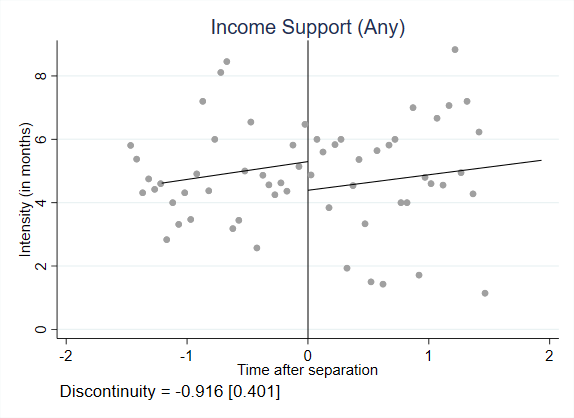 Income Support (Any)
Intensity (in months)
8
6
4
2
0
-2 -1 0 1 2
Time after separation
Discontinuity = -0.916 [0.401]